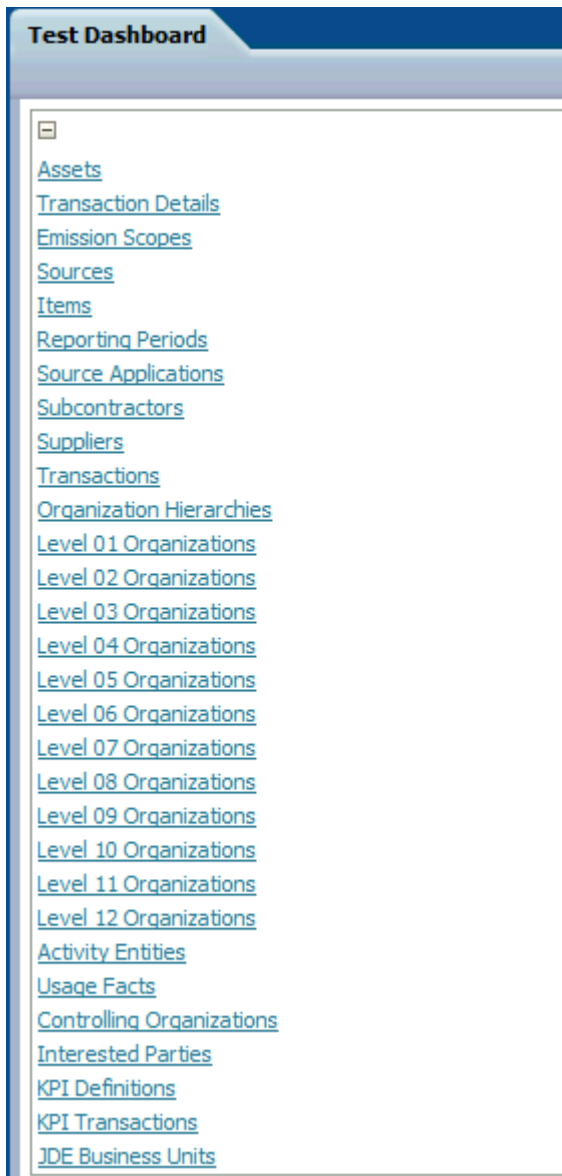 Test Dashboard
Assets
Transaction Details
Emission Scopes
Sources
Items
Reporting Periods
Source Applications
Subcontractors
Suppliers
Transactions
Organization Hierarchies
Level 01 Organizations
Level 02 Organizations
Level 03 Organizations
Level 04 Organizations
Level 05 Organizations
Level 06 Organizations
Level 07 Organizations
Level 08 Organizations
Level 09 Organizations
Level 10 Organizations
Level 11 Organizations
Level 12 Organizations
Activity Entities
Usage Facts
Controlling Organizations
Interested Parties
KPI Definitions
KPI Transactions
JDE Business Units